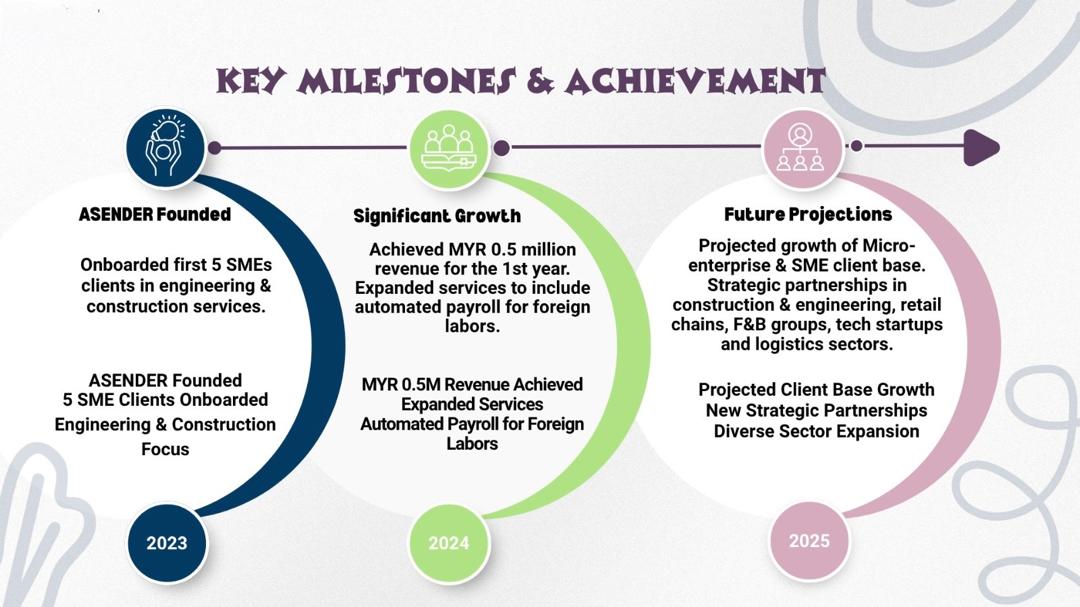 KEY MILESTONES & ACHIEVEMENT
ASENDER Founded
Onboarded first 5 SMEs
clients in engineering &
construction services.
ASENDER Founded
5 SME Clients Onboarded
Engineering & Construction
Focus
2023
Significant Growth
Achieved MYR 0.5 million
revenue for the 1st year.
Expanded services to include
automated payroll for foreign
labors.
MYR 0.5M Revenue Achieved
Expanded Services
Automated Payroll for Foreign
Labors
2024
Future Projections
Projected growth of Micro-
enterprise & SME client base.
Strategic partnerships in
construction & engineering, retail
chains, F&B groups, tech startups
and logistics sectors.
Projected Client Base Growth
New Strategic Partnerships
Diverse Sector Expansion
2025